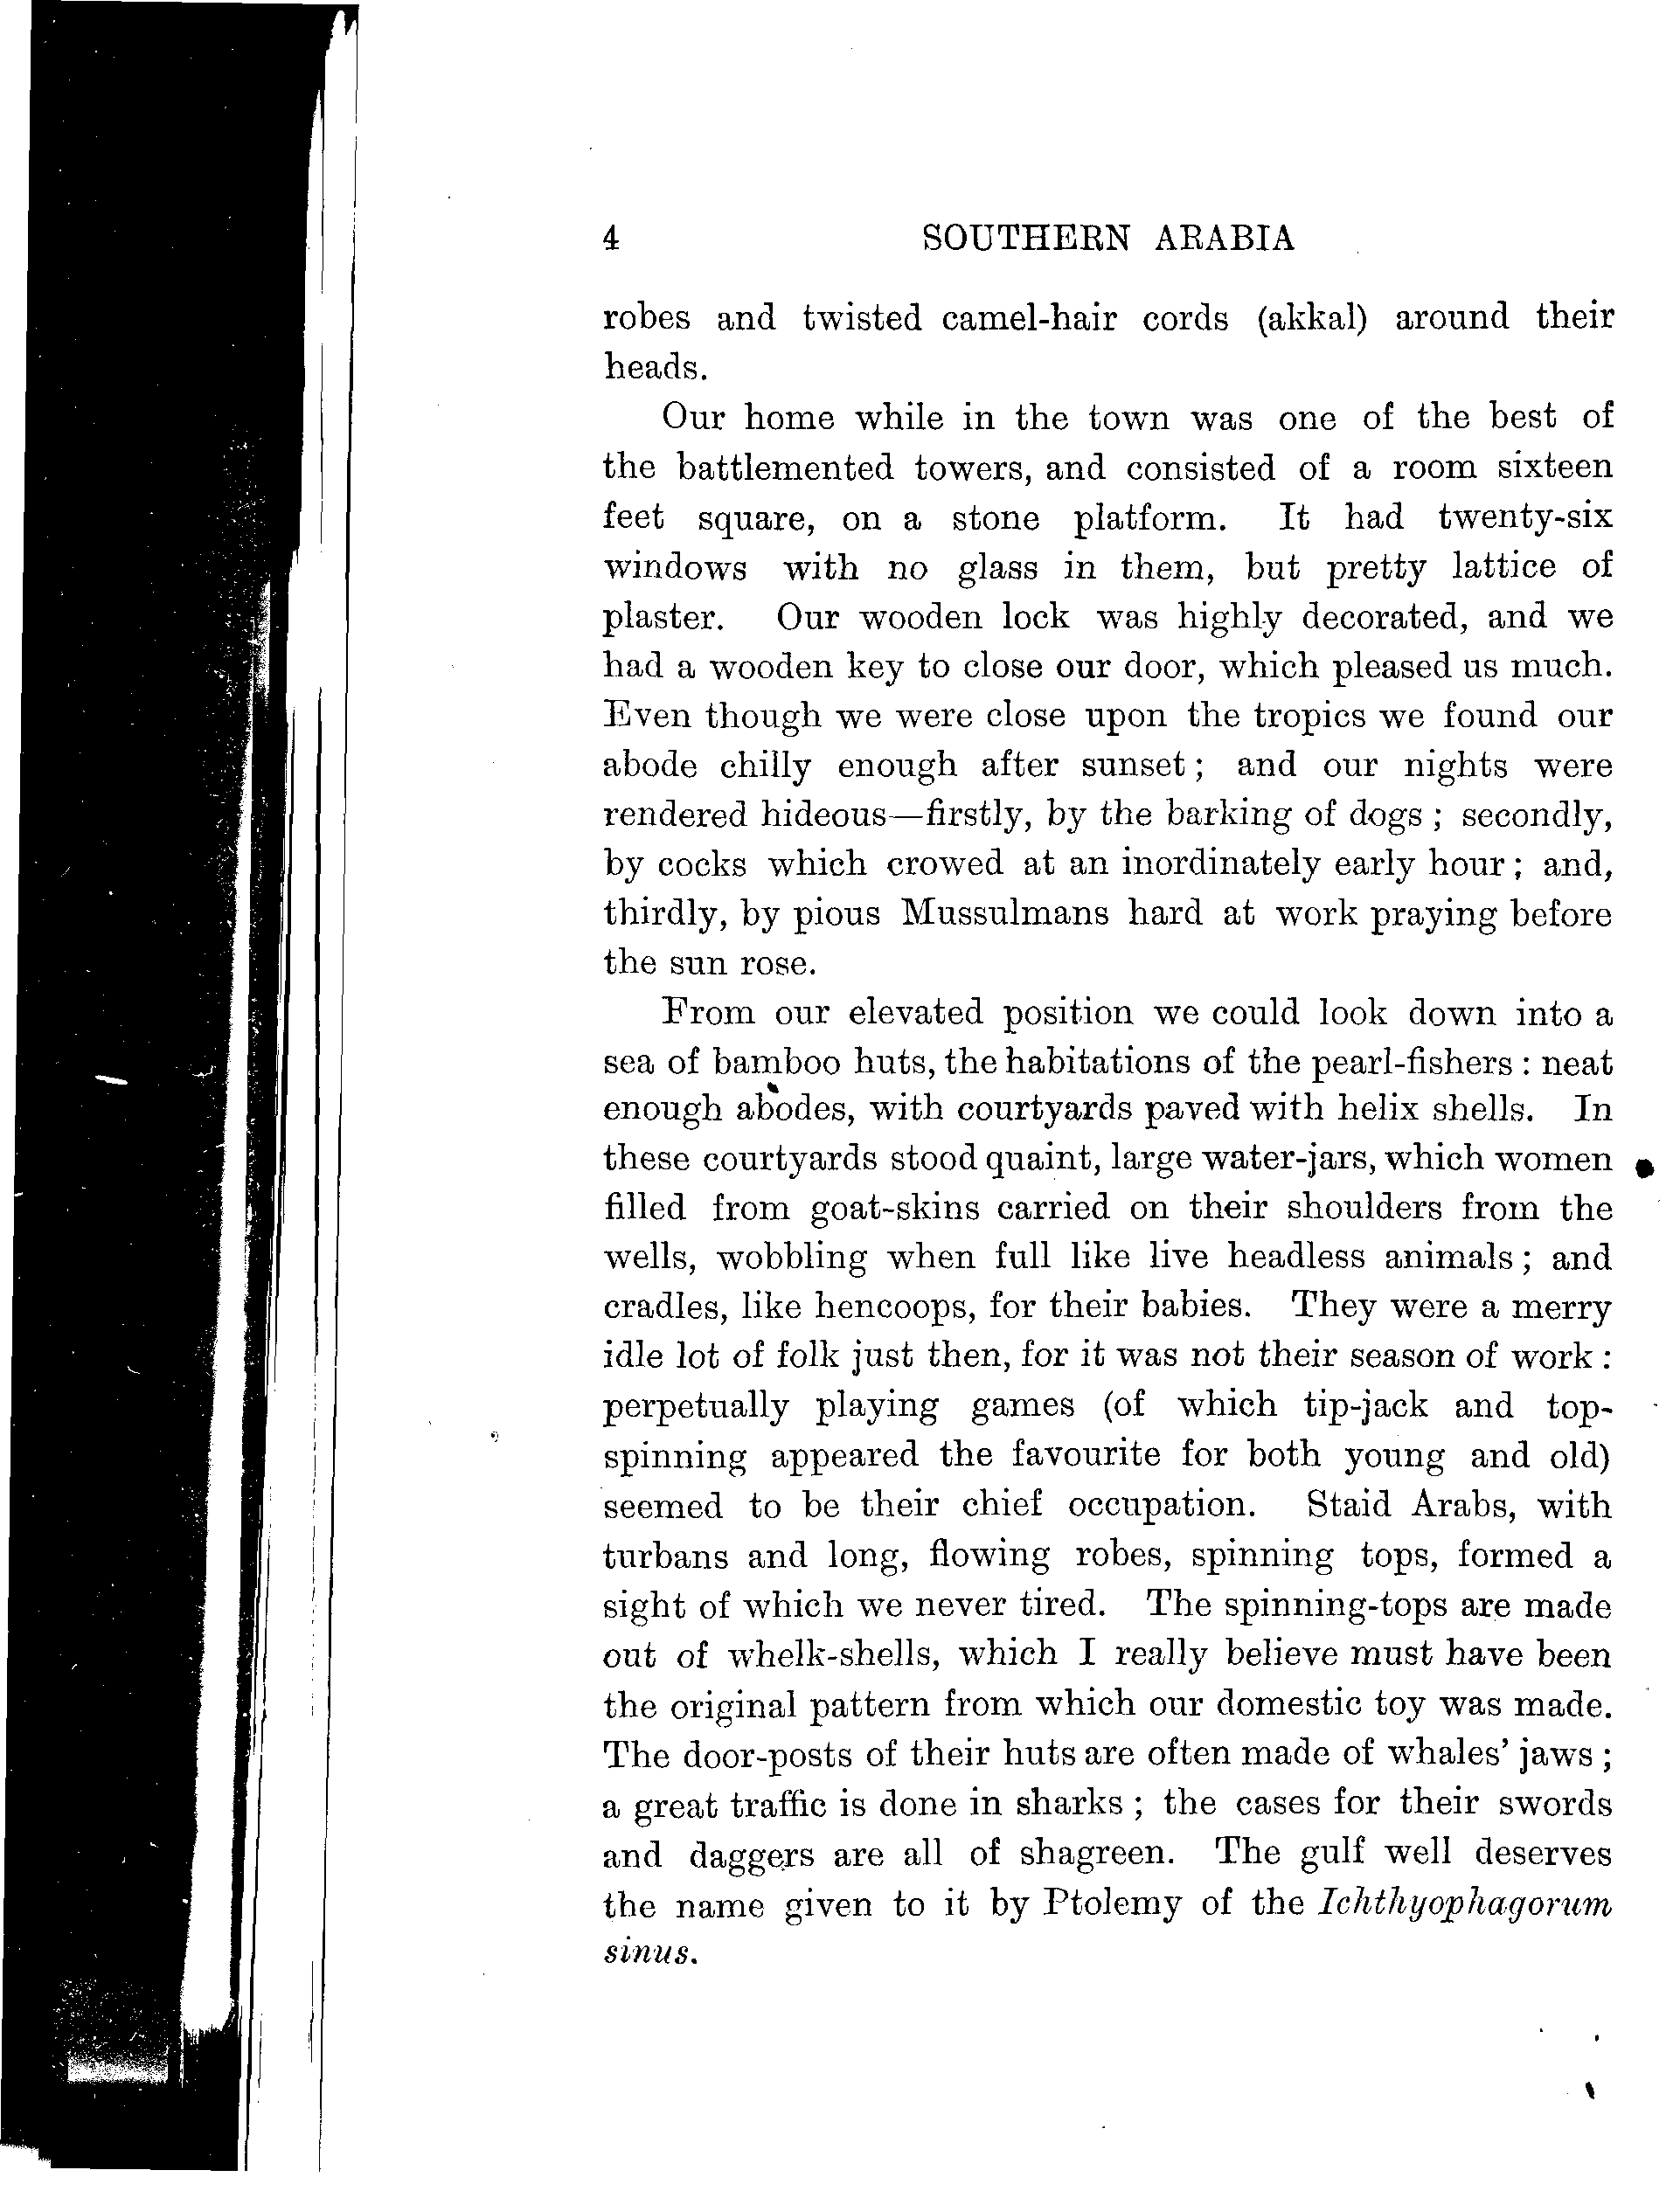 4 SOUTHERN ARABIA
robes and twisted camel-hair cords (akkal) around their
heads.
Our home while in the town was one of the best of
the battlemented towers, and consisted of a room sixteen
feet square, on a stone platform. It had twenty-six
windows with no glass in them, but pretty lattice of
plaster. Our wooden lock was highly decorated, and we
had a wooden key to close our door, which pleased us much.
Even though we were close upon the tropics we found our
abode chilly enough after sunset; and our nights were
rendered hideous—firstly, by the barking of dogs; secondly,
by cocks which crowed at an inordinately early hour; and,
thirdly, by pious Mussulmans hard at work praying before
the sun rose.
From our elevated position we could look down into a
sea of bamboo huts, the habitations of the pearl-fishers: neat
enough abodes, with courtyards paved with helix shells. In
these courtyards stood quaint, large water-jars, which women
filled from goat-skins carried on their shoulders from the
wells, wobbling when full like live headless animals; and
cradles, like hencoops, for their babies. They were a merry
idle lot of folk just then, for it was not their season of work:
perpetually playing games (of which tip-jack and top-
spinning appeared the favourite for both young and old)
seemed to be their chief occupation. Staid Arabs, with
turbans and long, flowing robes, spinning tops, formed a
sight of which we never tired. The spinning-tops are made
out of whelk-shells, which I really believe must have been
the original pattern from which our domestic toy was made.
The door-posts of their huts are often made of whales' jaws;
a great traffic is done in sharks; the cases for their swords
and daggers are all of shagreen. The gulf well deserves
the name given to it by Ptolemy of the Ichthyophagorum
sinus.